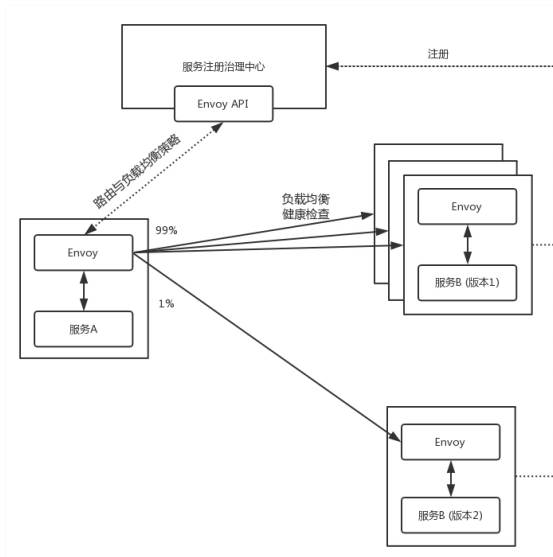 注册
服务注册治理中心
Envoy API
路由与负载均衡策略
负载均衡
健康检查
99%
Envoy
服务A
1%
Envoy
服务B (版本1)
Envoy
服务B (版本2)